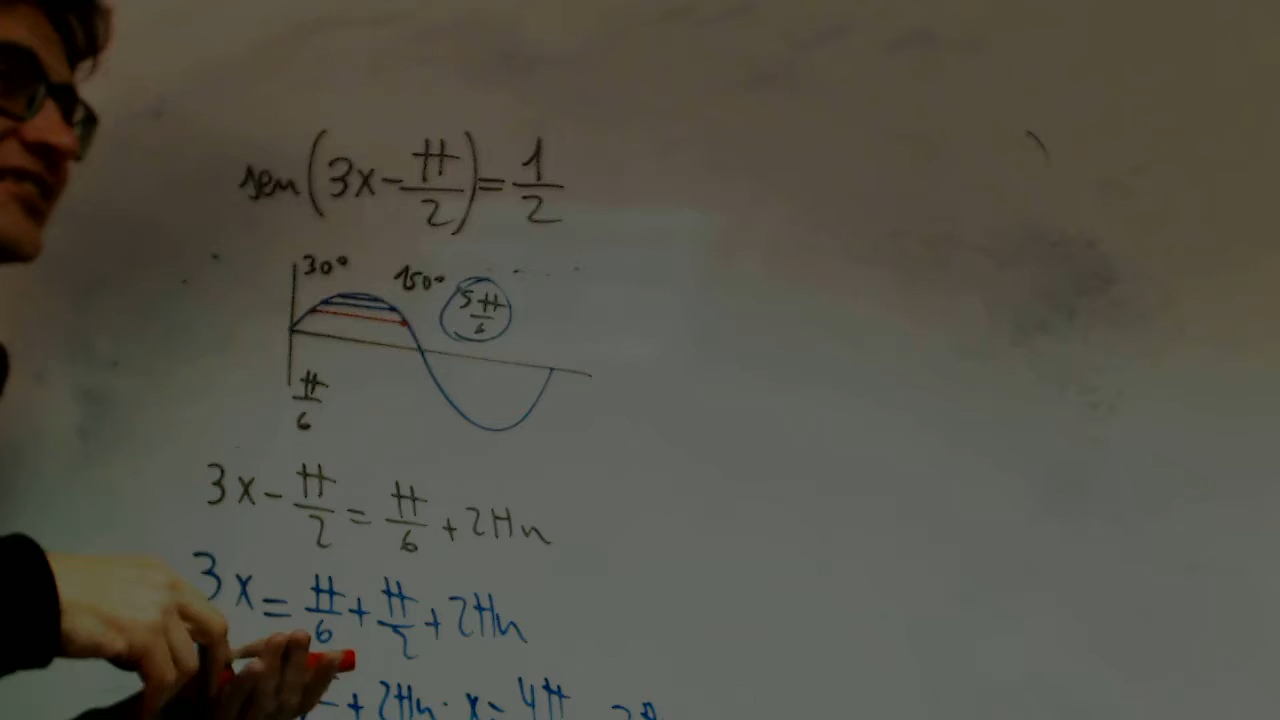 sen(3x - π/2) = 1/2
30° 150° 5π/6
π/6
3x - π/2 = π/6 + 2πn
3x = π/6 + π/2 + 2πn
+ 2πn. x = 4π